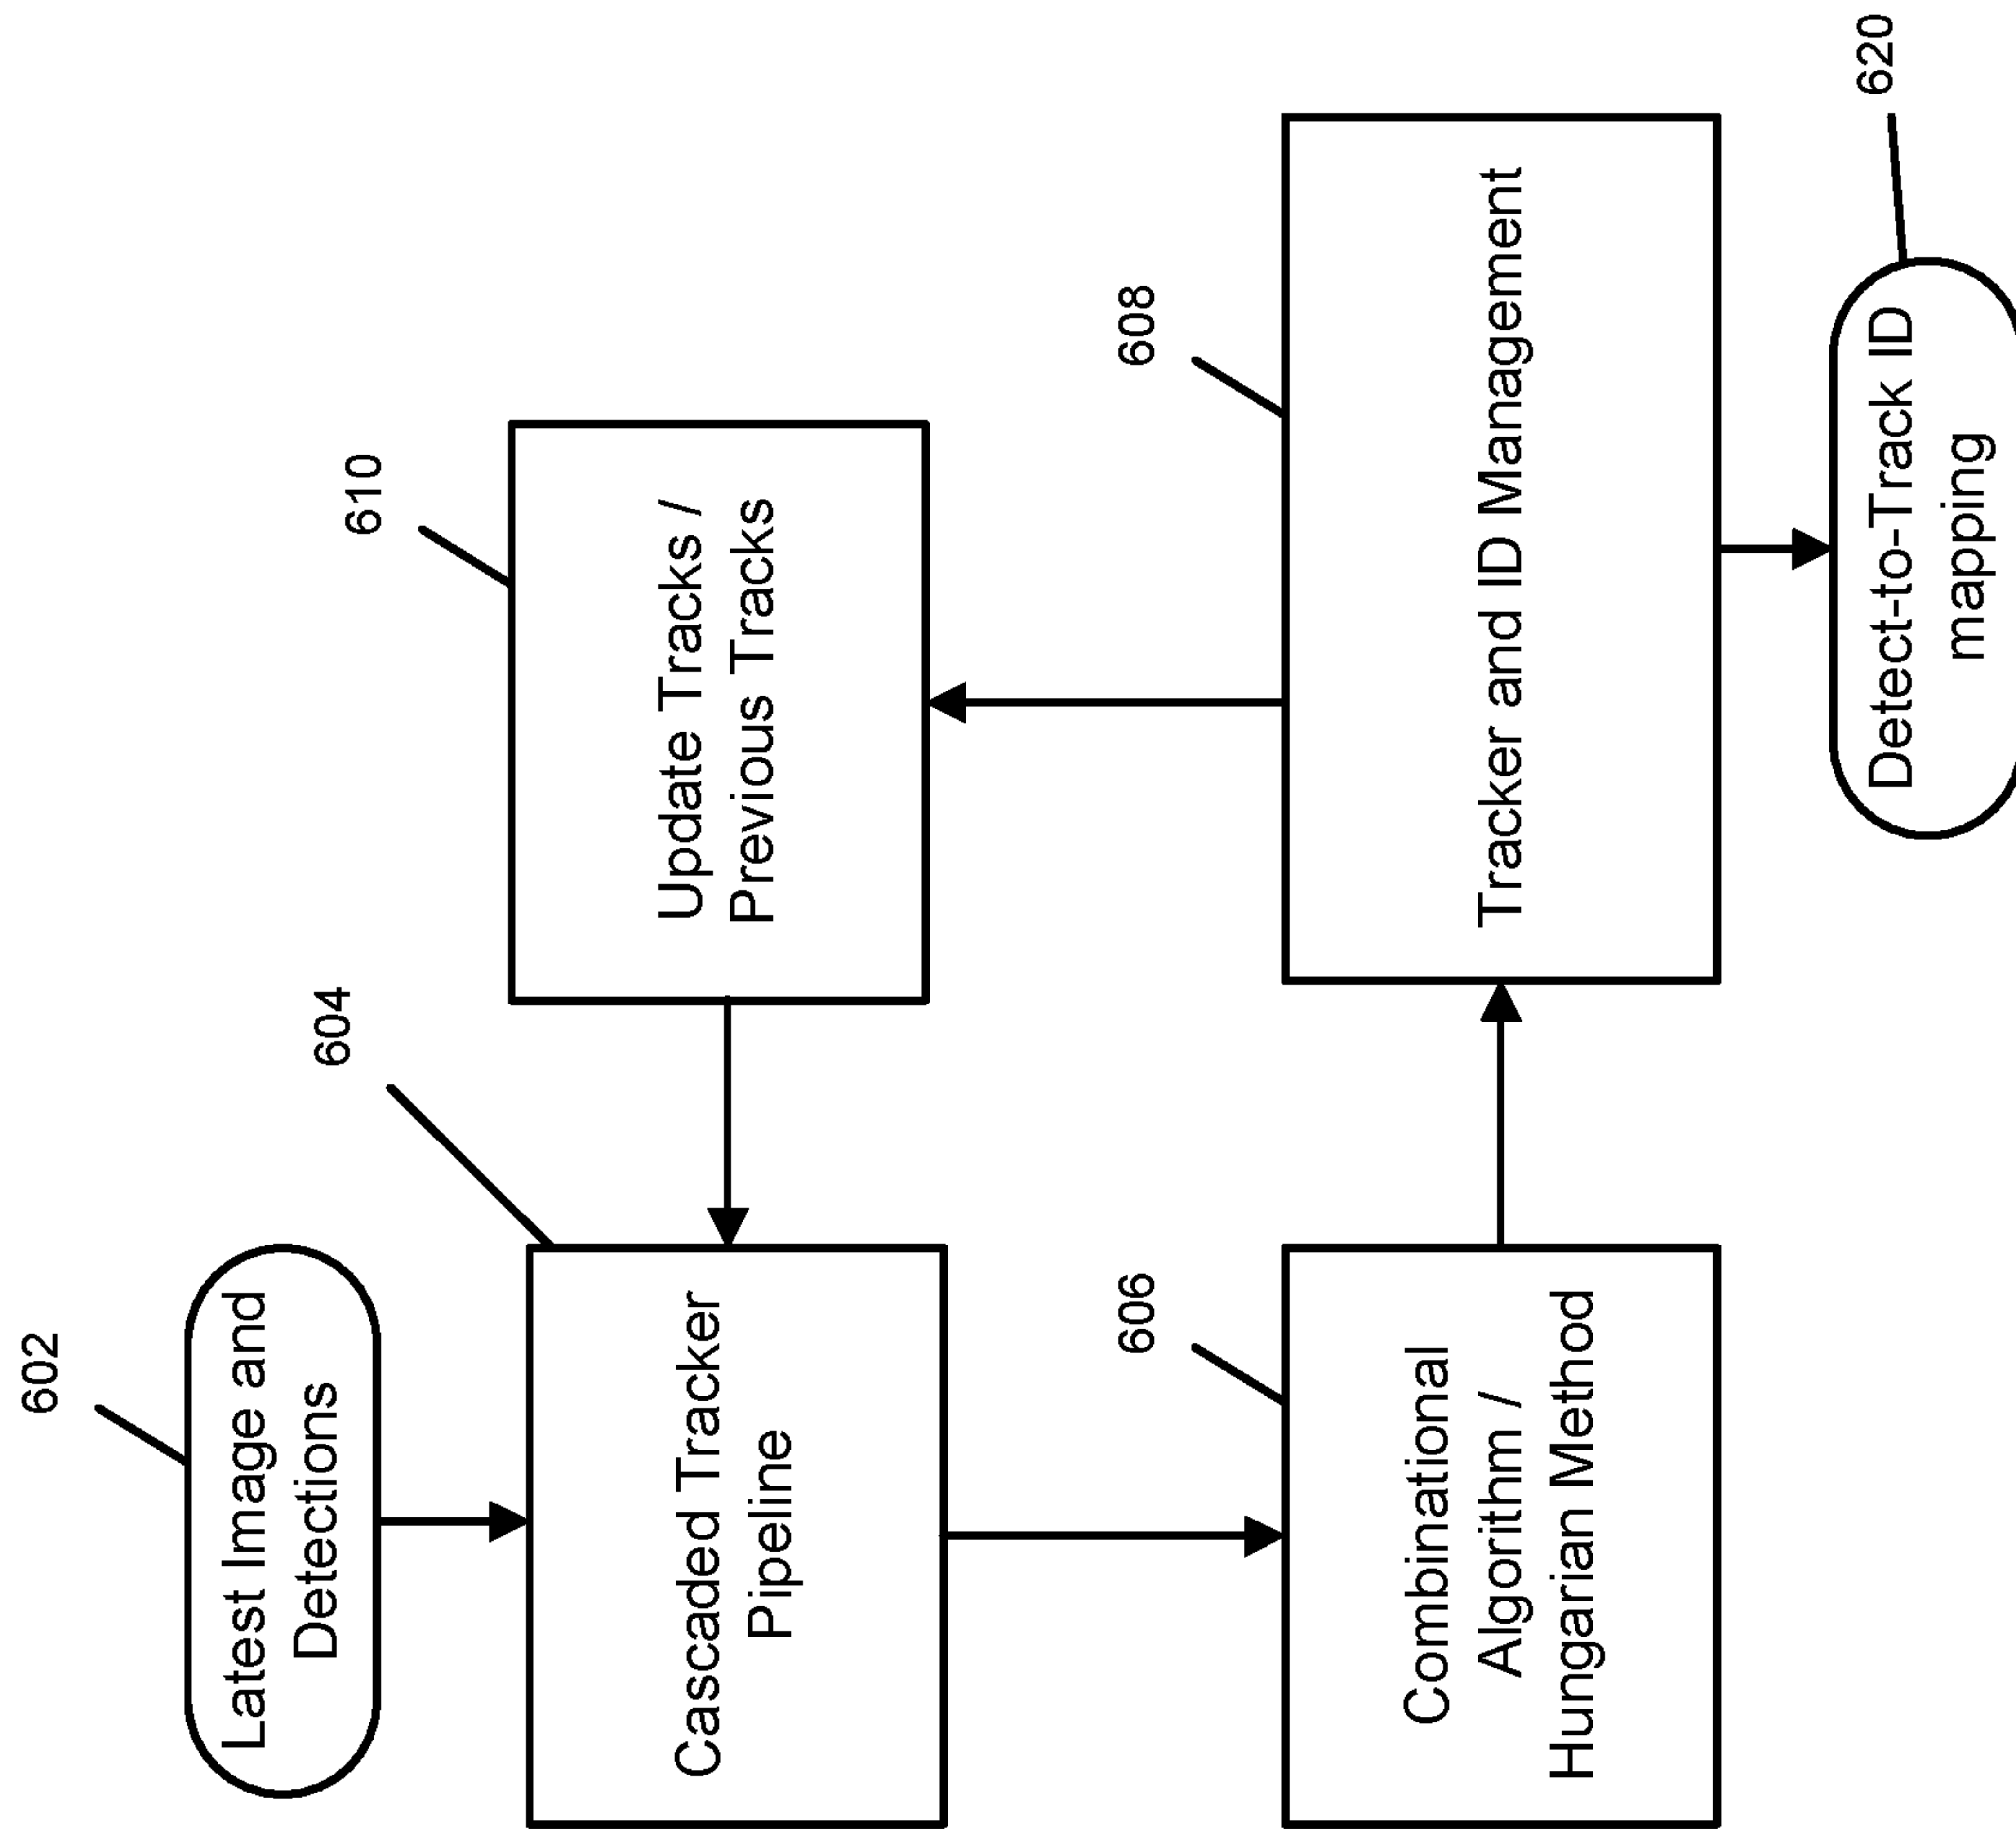 602
Latest Image and
Detections
604
Cascaded Tracker
Pipeline
606
Combinational
Algorithm /
Hungarian Method
608
Tracker and ID Management
610
Update Tracks /
Previous Tracks
620
Detect-to-Track ID
mapping